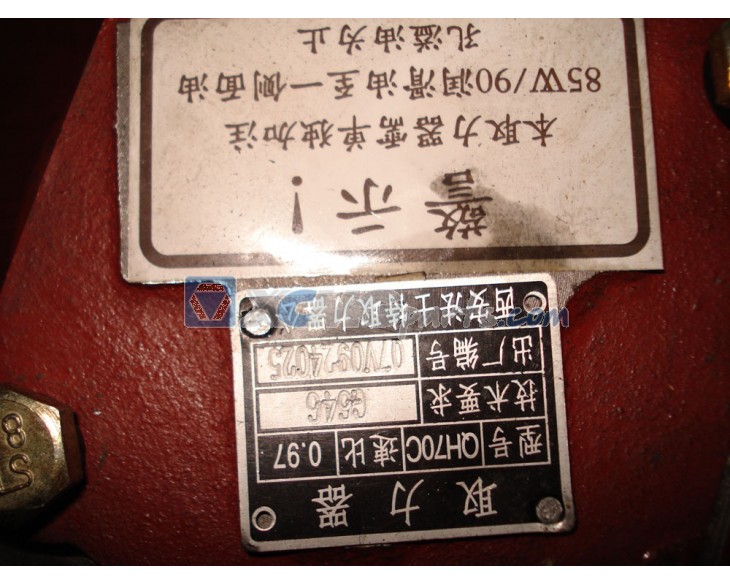 取力器
型号 QH70C 速比 0.97
技术要求
出厂编号
西安法士特取力器
警示!
本取力器需单独加注
85W/90润滑油至一侧面油
孔溢油为止
.com